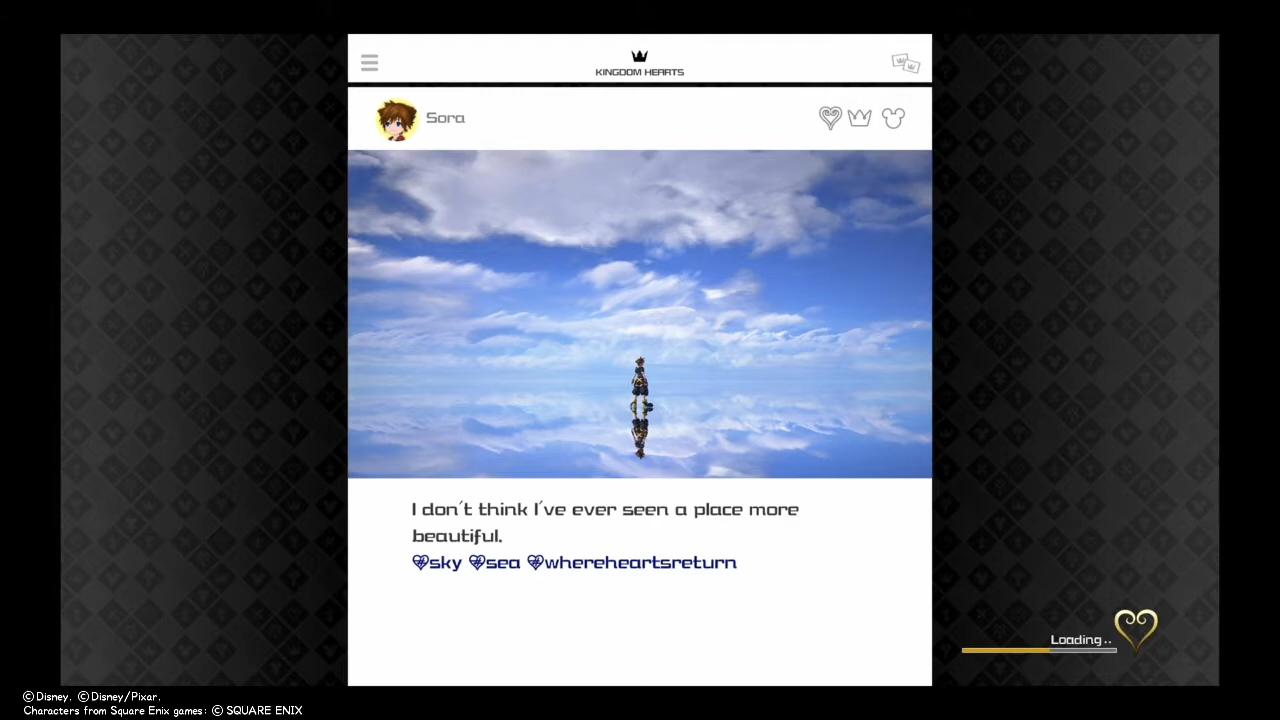 KINGDOM HEARTS
Sora
I don't think I've ever seen a place more
beautiful.
#sky #sea #whereheartsreturn
Loading..
©Disney. ©Disney/Pixar.
Characters from Square Enix games: © SQUARE ENIX